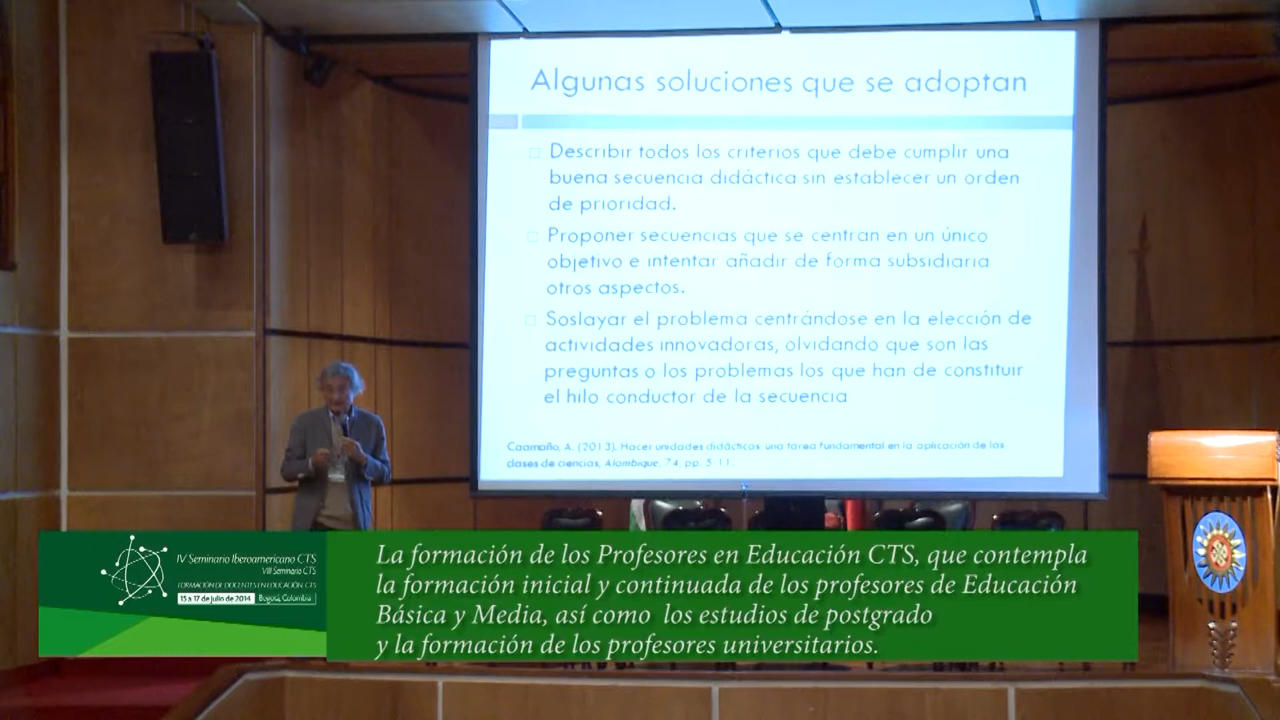 Algunas soluciones que se adoptan
Describir todos los criterios que debe cumplir una
buena secuencia didáctica sin establecer un orden
de prioridad.
Proponer secuencias que se centran en un único
objetivo e intentar añadir de forma subsidiaria
otros aspectos.
Soslayar el problema centrándose en la elección de
actividades innovadoras, olvidando que son las
preguntas o los problemas los que han de constituir
el hilo conductor de la secuencia
Caamaño, A. (2013). Hacer unidades didácticas: una tarea fundamental en la aplicación de las
clases de ciencias, Alambique, 74, pp. 5-11.
IV Seminario Iberoamericano CTS
VIII Seminario CTS
FORMACIÓN DE DOCENTES EN EDUCACIÓN CTS
15 a 17 de julio de 2014 Bogotá, Colombia
La formación de los Profesores en Educación CTS, que contempla
la formación inicial y continuada de los profesores de Educación
Básica y Media, así como los estudios de postgrado
y la formación de los profesores universitarios.